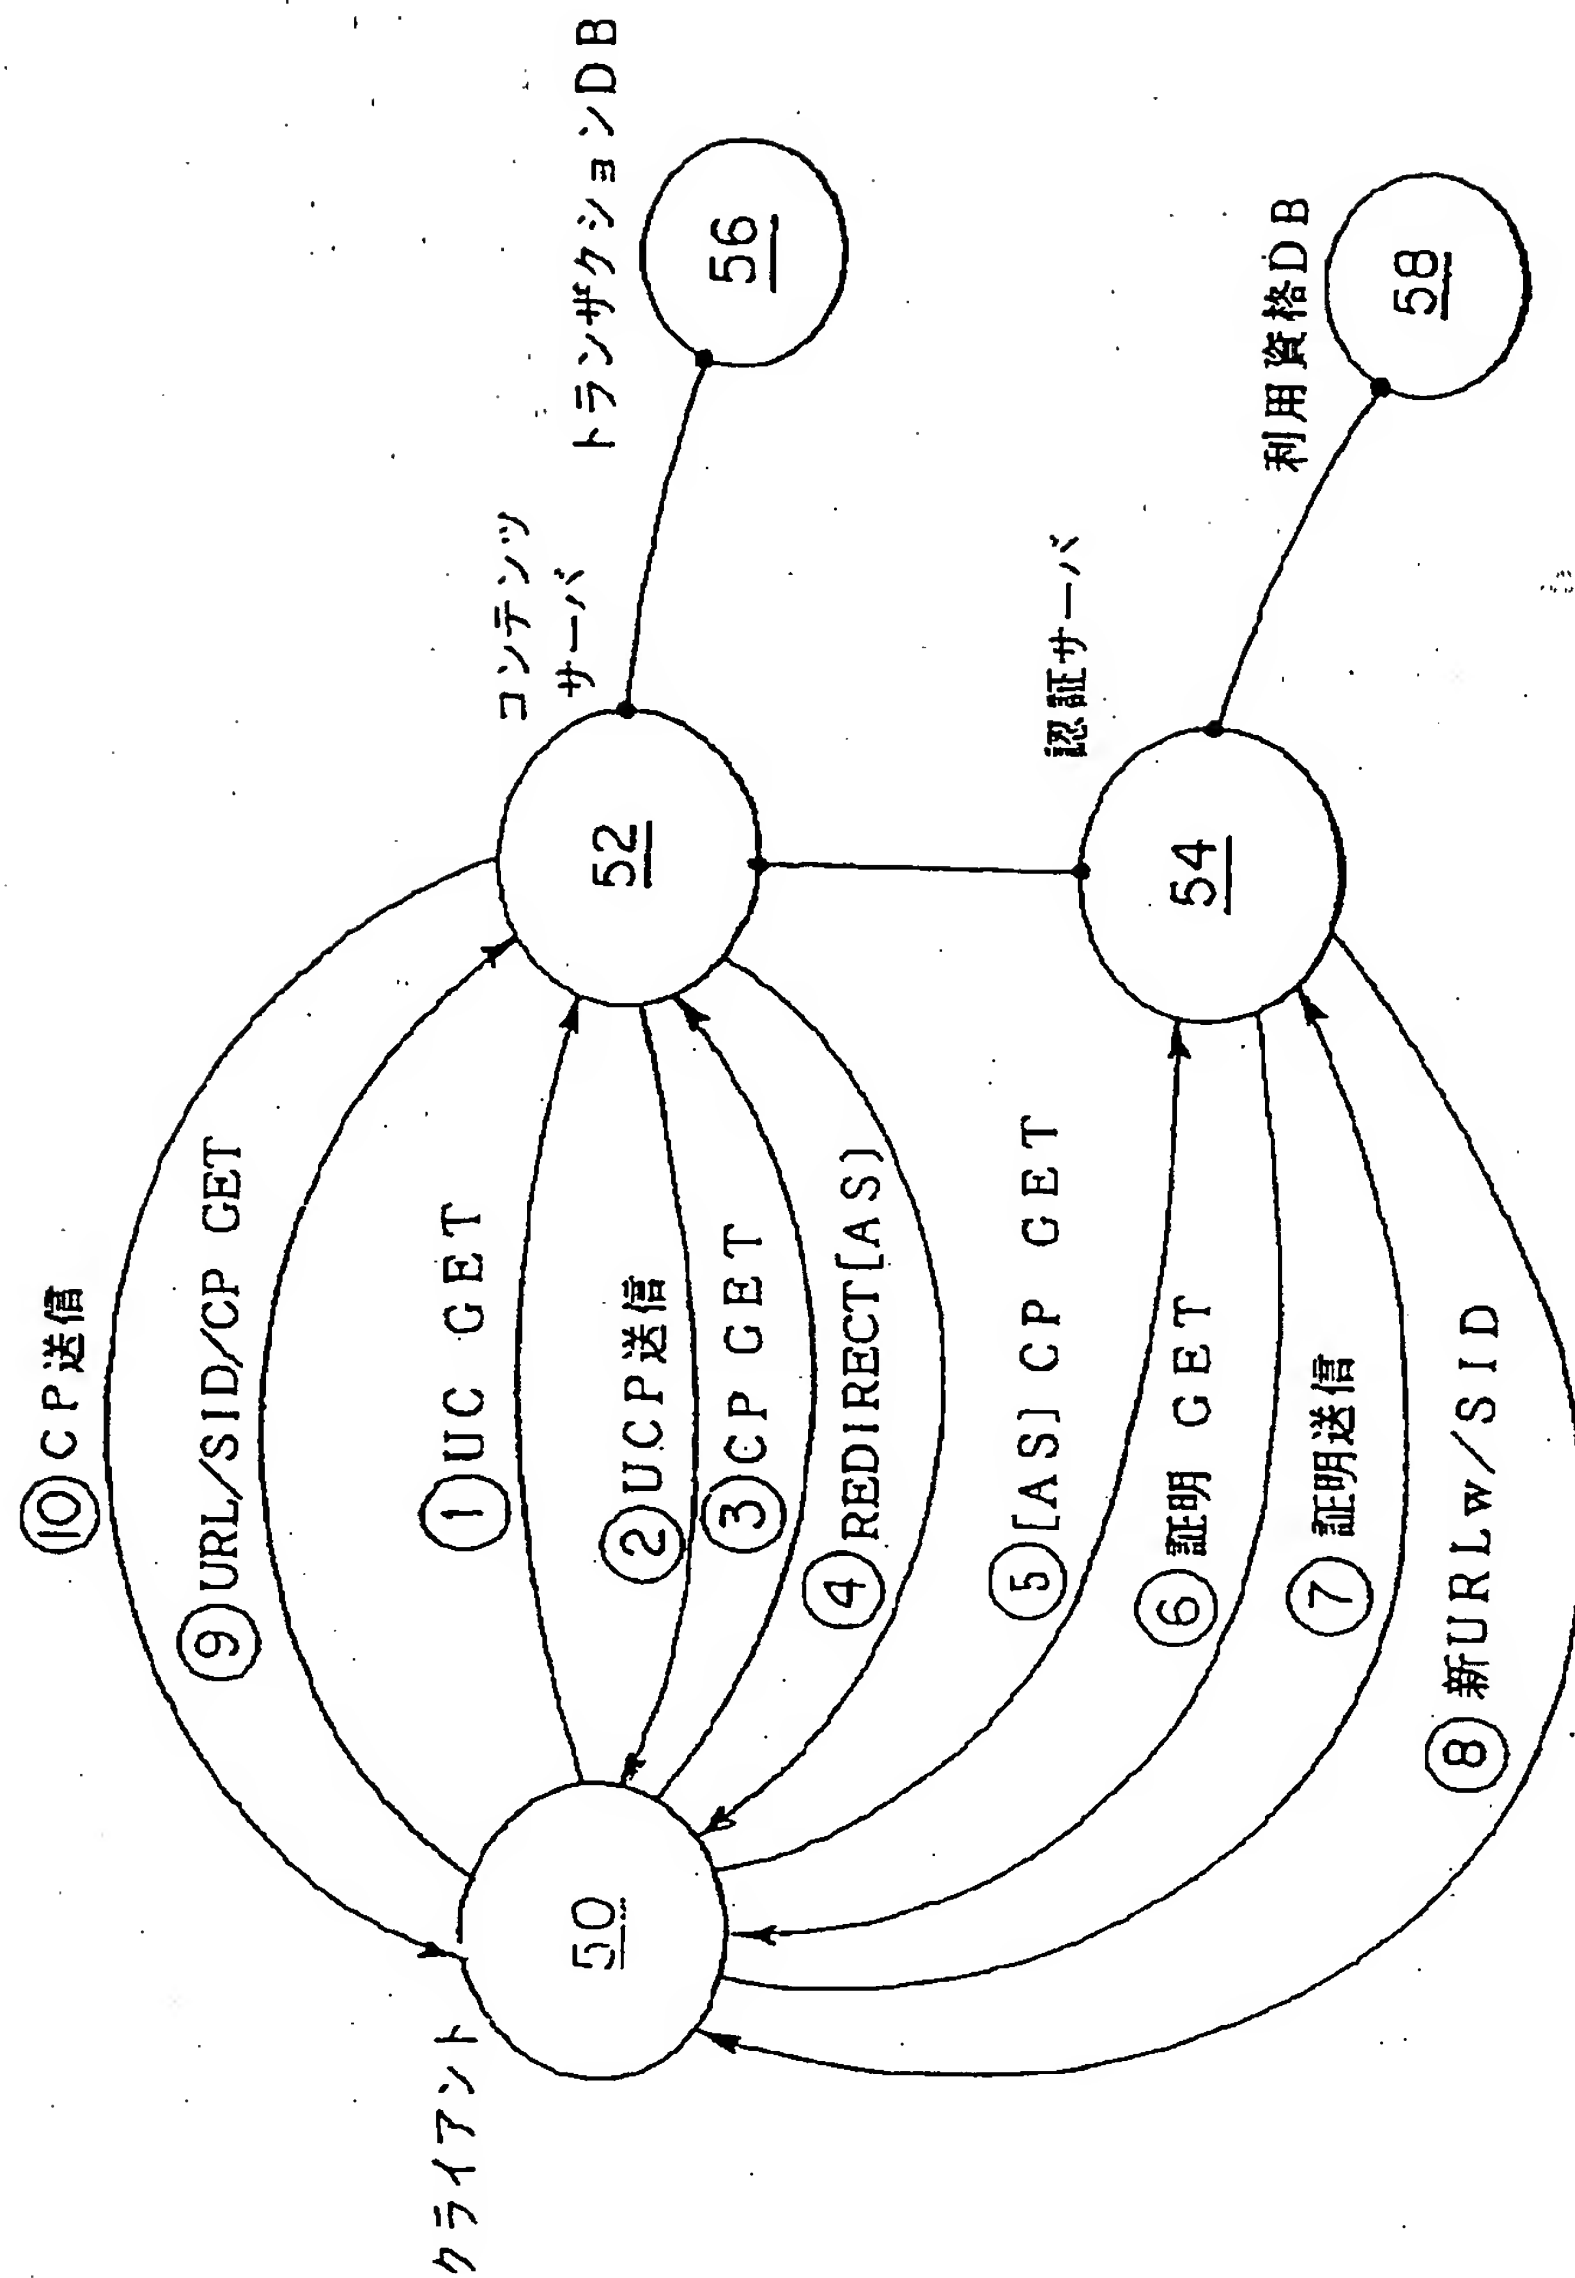 ⑩CP送信
⑨URL/SID/CP GET
①UC GET
②UCP送信
③CP GET
④REDIRECT[AS)
⑤[AS] CP GET
⑥証明 GET
⑦証明送信
⑧新URLw/SID
クライアント
50
コンテンツ
サーバ
52
トランザクションDB
56
認証サーバ
54
利用資格DB
58